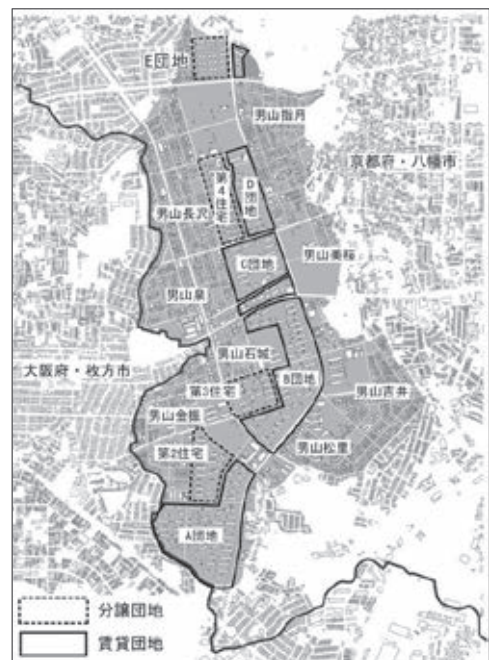 E団地
男山指月
京都府・八幡市
第4住宅
D団地
男山長沢
男山美桜
C団地
男山泉
男山石城
大阪府・枚方市
第3住宅
B団地
男山吉井
男山金振
男山松里
第2住宅
A団地
分譲団地
賃貸団地